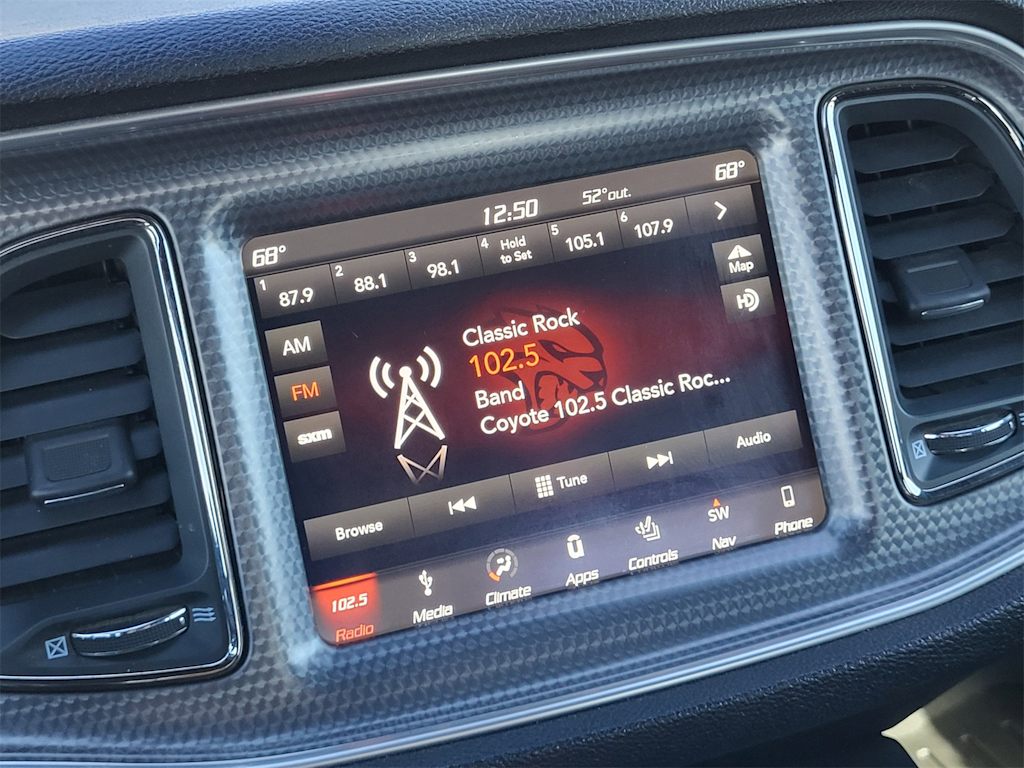 68° 12:50 52°out. 68°
1 87.9 2 88.1 3 98.1 4 Hold to Set 5 105.1 6 107.9
Map
HD
AM
FM
sxm
Classic Rock
102.5
Band
Coyote 102.5 Classic Roc...
Browse Tune Audio
102.5 SW
Radio Media Climate Apps Controls Nav Phone